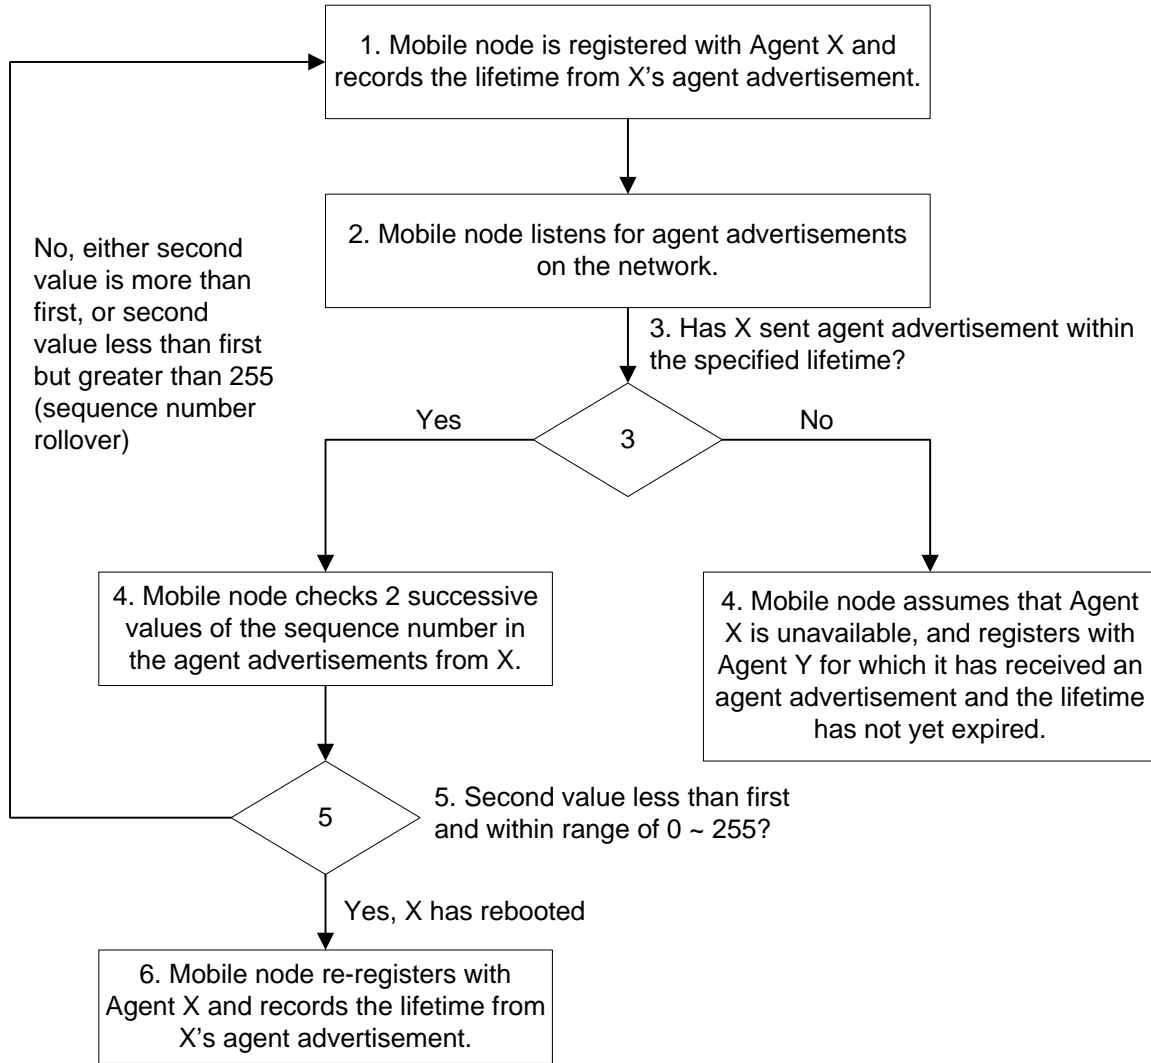 1. Mobile node is registered with Agent X and
records the lifetime from X’s agent advertisement.
2. Mobile node listens for agent advertisements
on the network.
No, either second
value is more than
first, or second
value less than first
but greater than 255
(sequence number
rollover)
3. Has X sent agent advertisement within
the specified lifetime?
Yes
3
No
4. Mobile node checks 2 successive
values of the sequence number in
the agent advertisements from X.
4. Mobile node assumes that Agent
X is unavailable, and registers with
Agent Y for which it has received an
agent advertisement and the lifetime
has not yet expired.
5
5. Second value less than first
and within range of 0 ~ 255?
Yes, X has rebooted
6. Mobile node re-registers with
Agent X and records the lifetime from
X’s agent advertisement.